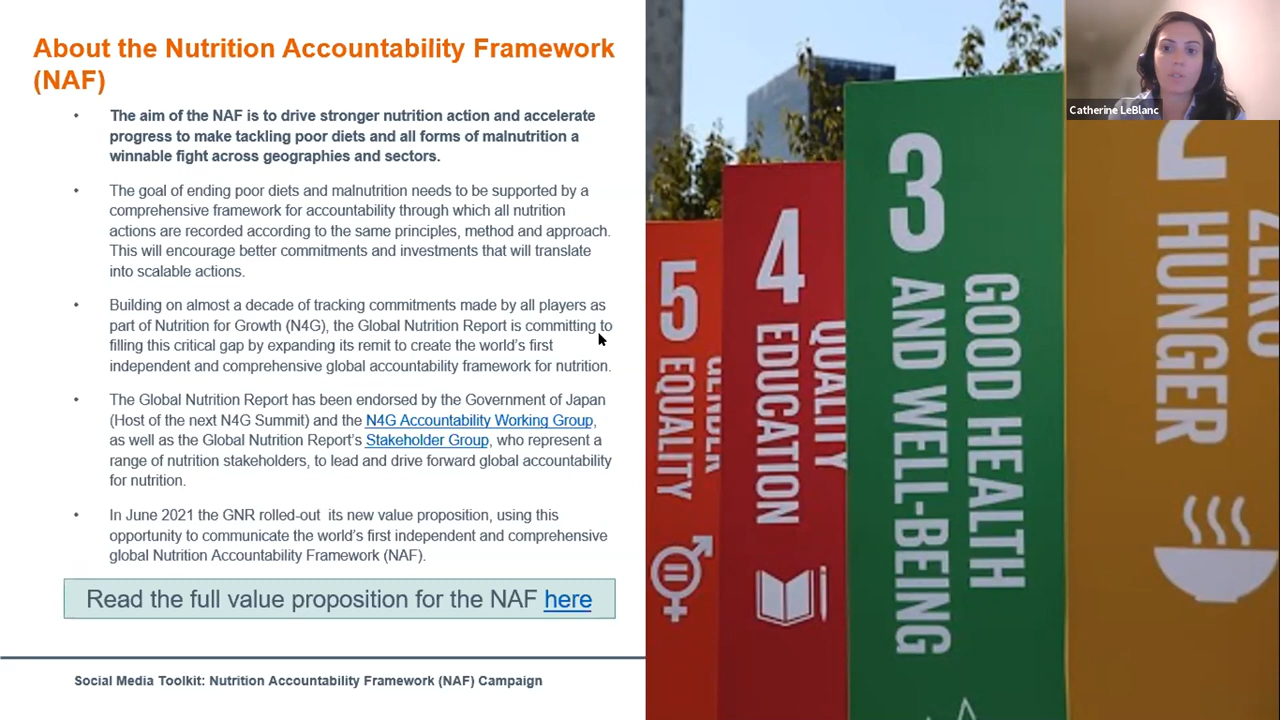 About the Nutrition Accountability Framework
(NAF)
• The aim of the NAF is to drive stronger nutrition action and accelerate
progress to make tackling poor diets and all forms of malnutrition a
winnable fight across geographies and sectors.
• The goal of ending poor diets and malnutrition needs to be supported by a
comprehensive framework for accountability through which all nutrition
actions are recorded according to the same principles, method and approach.
This will encourage better commitments and investments that will translate
into scalable actions.
• Building on almost a decade of tracking commitments made by all players as
part of Nutrition for Growth (N4G), the Global Nutrition Report is committing to
filling this critical gap by expanding its remit to create the world's first
independent and comprehensive global accountability framework for nutrition.
• The Global Nutrition Report has been endorsed by the Government of Japan
(Host of the next N4G Summit) and the N4G Accountability Working Group,
as well as the Global Nutrition Report's Stakeholder Group, who represent a
range of nutrition stakeholders, to lead and drive forward global accountability
for nutrition.
• In June 2021 the GNR rolled-out its new value proposition, using this
opportunity to communicate the world's first independent and comprehensive
global Nutrition Accountability Framework (NAF).
Read the full value proposition for the NAF here
Social Media Toolkit: Nutrition Accountability Framework (NAF) Campaign
5
GENDER
EQUALITY
4
QUALITY
EDUCATION
3
GOOD HEALTH
AND WELL-BEING
ZERO
HUNGER
Catherine LeBlanc